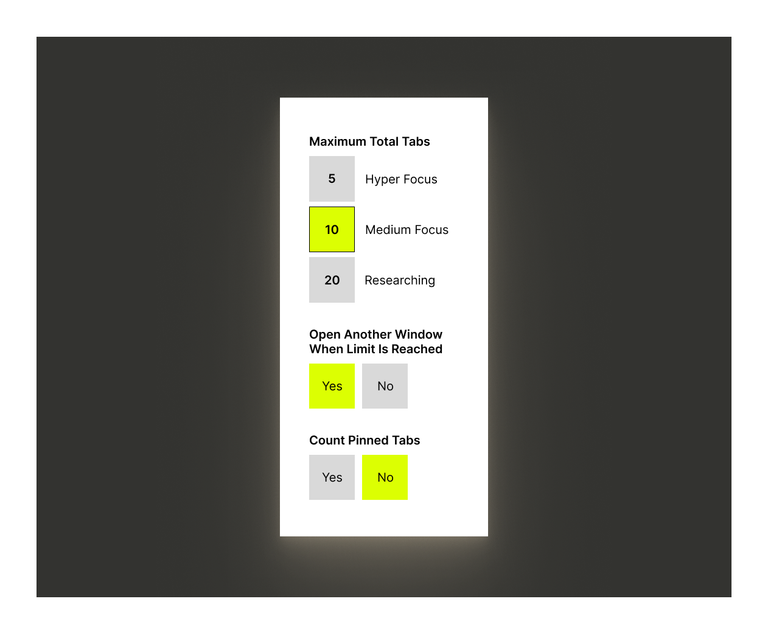 Maximum Total Tabs
5 Hyper Focus
10 Medium Focus
20 Researching
Open Another Window
When Limit Is Reached
Yes No
Count Pinned Tabs
Yes No